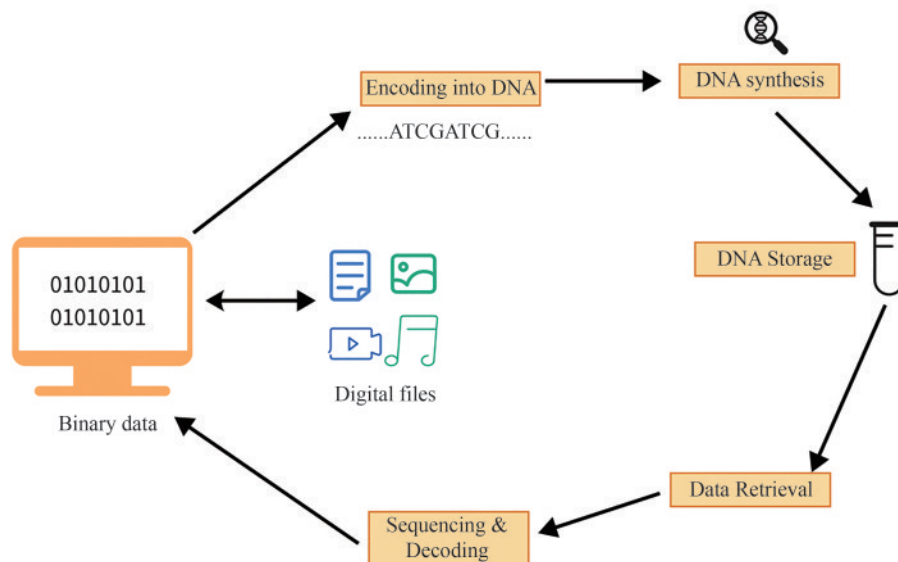 Encoding into DNA
......ATCGATCG......
DNA synthesis
DNA Storage
01010101
01010101
Binary data
Digital files
Data Retrieval
Sequencing &
Decoding